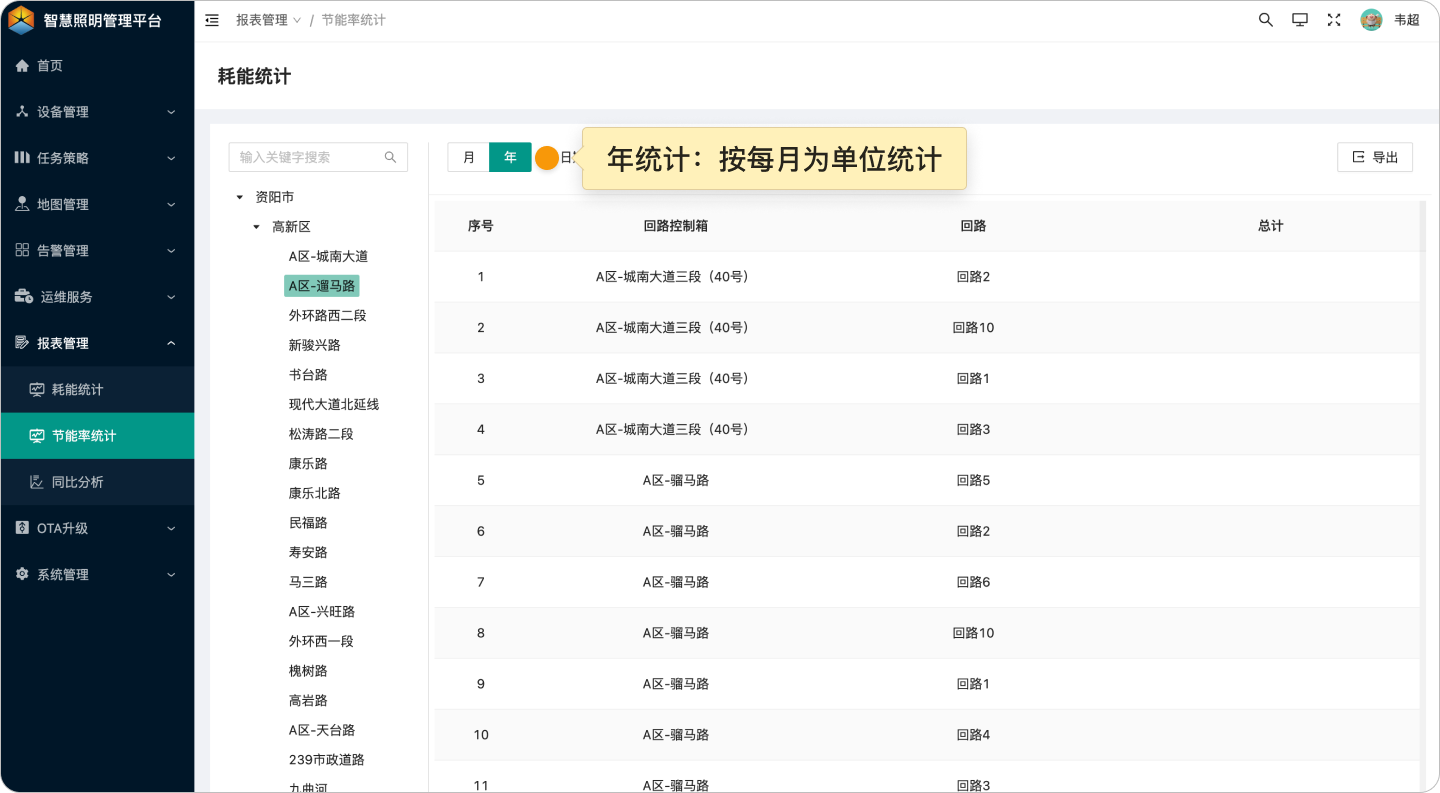 智慧照明管理平台
报表管理 / 节能率统计
韦超
首页
设备管理
任务策略
地图管理
告警管理
运维服务
报表管理
耗能统计
节能率统计
同比分析
OTA升级
系统管理
耗能统计
输入关键字搜索
资阳市
高新区
A区-城南大道
A区-遛马路
外环路西二段
新骏兴路
书台路
现代大道北延线
松涛路二段
康乐路
康乐北路
民福路
寿安路
马三路
A区-兴旺路
外环西一段
槐树路
高岩路
A区-天台路
239市政道路
九曲河
月 年 日
年统计：按每月为单位统计
导出
序号 回路控制箱 回路 总计
1 A区-城南大道三段（40号） 回路2
2 A区-城南大道三段（40号） 回路10
3 A区-城南大道三段（40号） 回路1
4 A区-城南大道三段（40号） 回路3
5 A区-骝马路 回路5
6 A区-骝马路 回路2
7 A区-骝马路 回路6
8 A区-骝马路 回路10
9 A区-骝马路 回路1
10 A区-骝马路 回路4
11 A区-骝马路 回路3